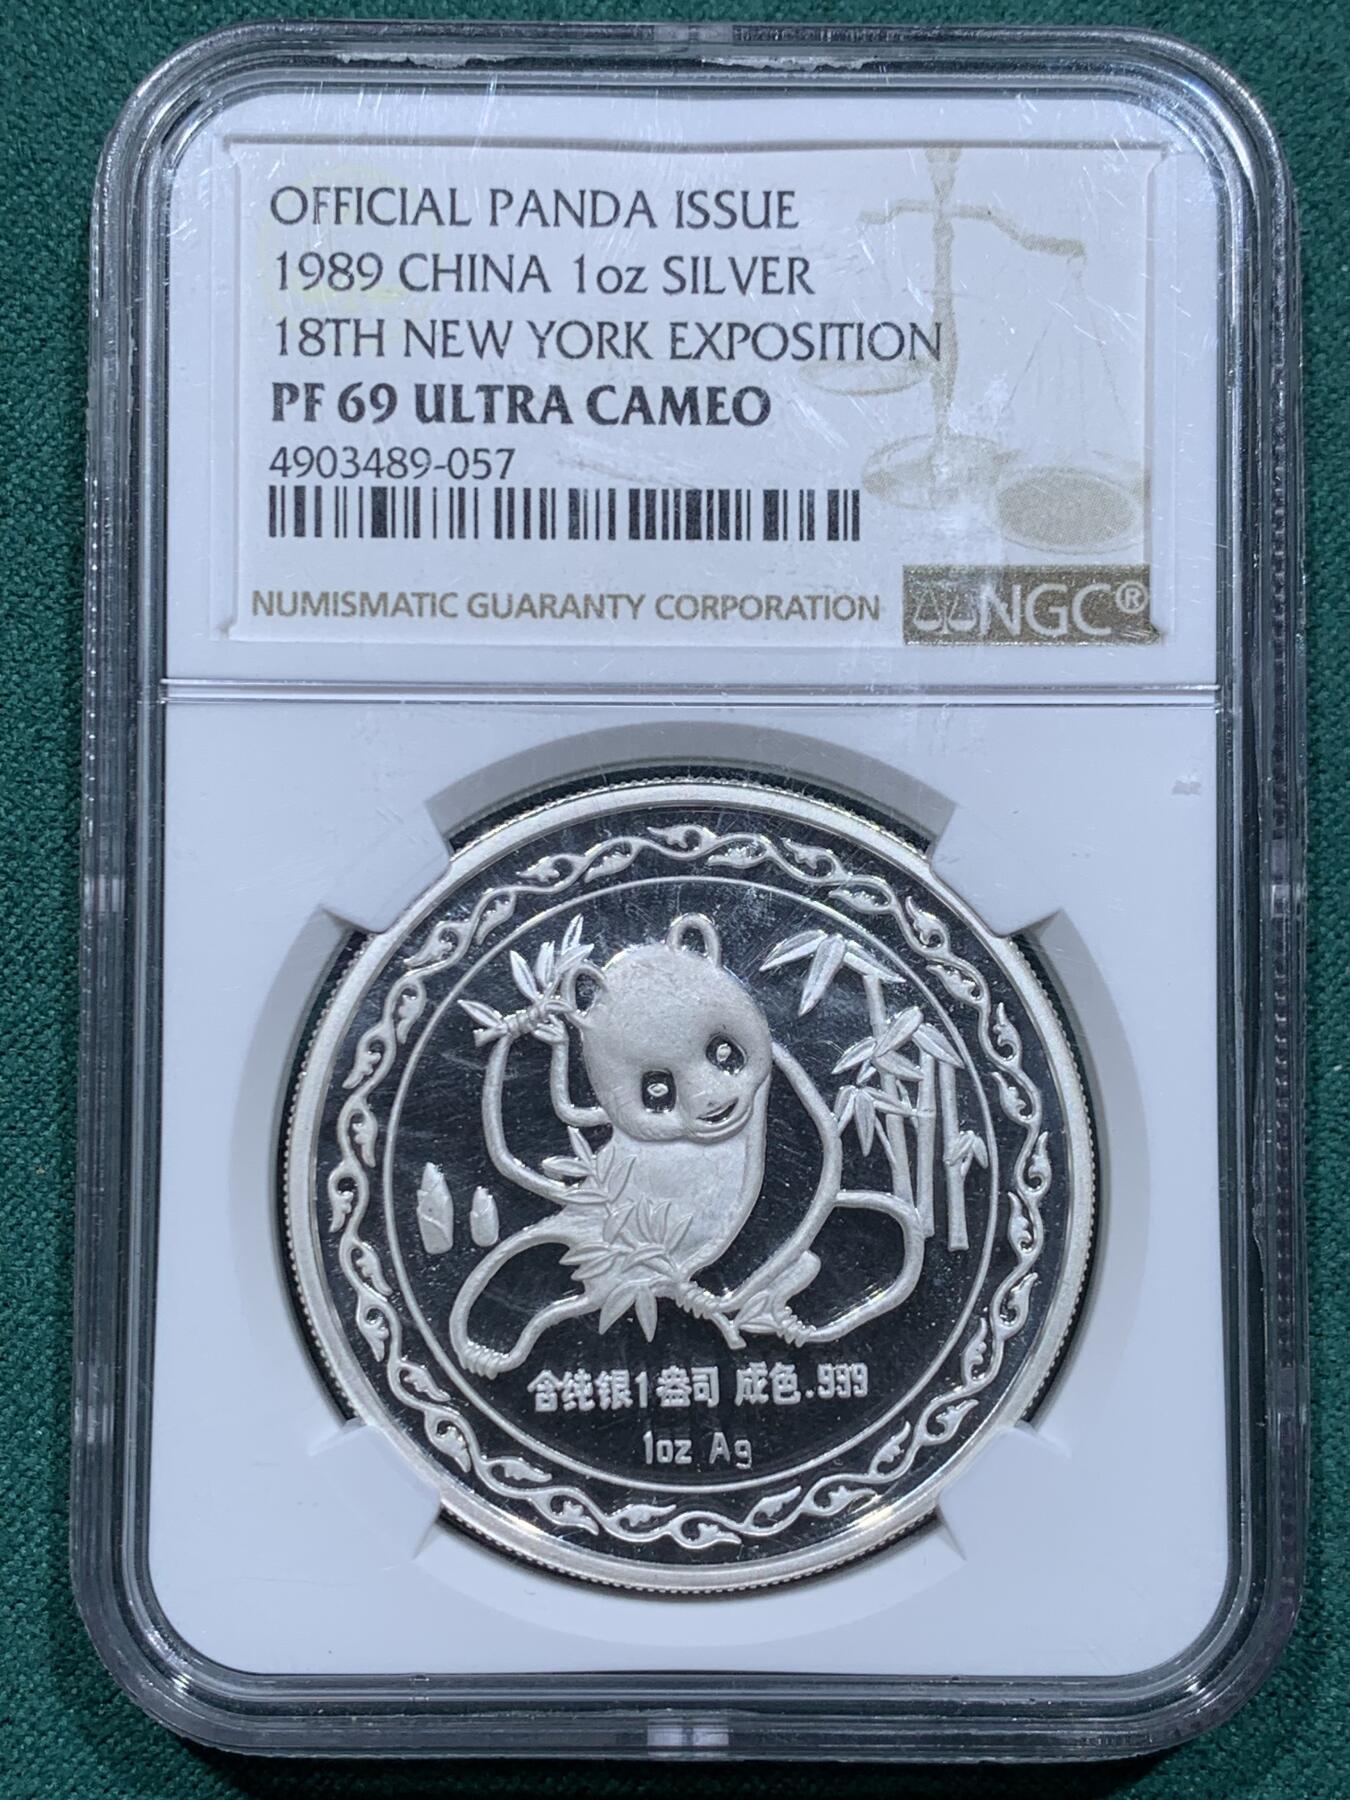 OFFICIAL PANDA ISSUE
1989 CHINA 1oz SILVER
18TH NEW YORK EXPOSITION
PF 69 ULTRA CAMEO
4903489-057
NUMISMATIC GUARANTY CORPORATION
NGC®
含纯银1盎司 成色.999
1oz Ag